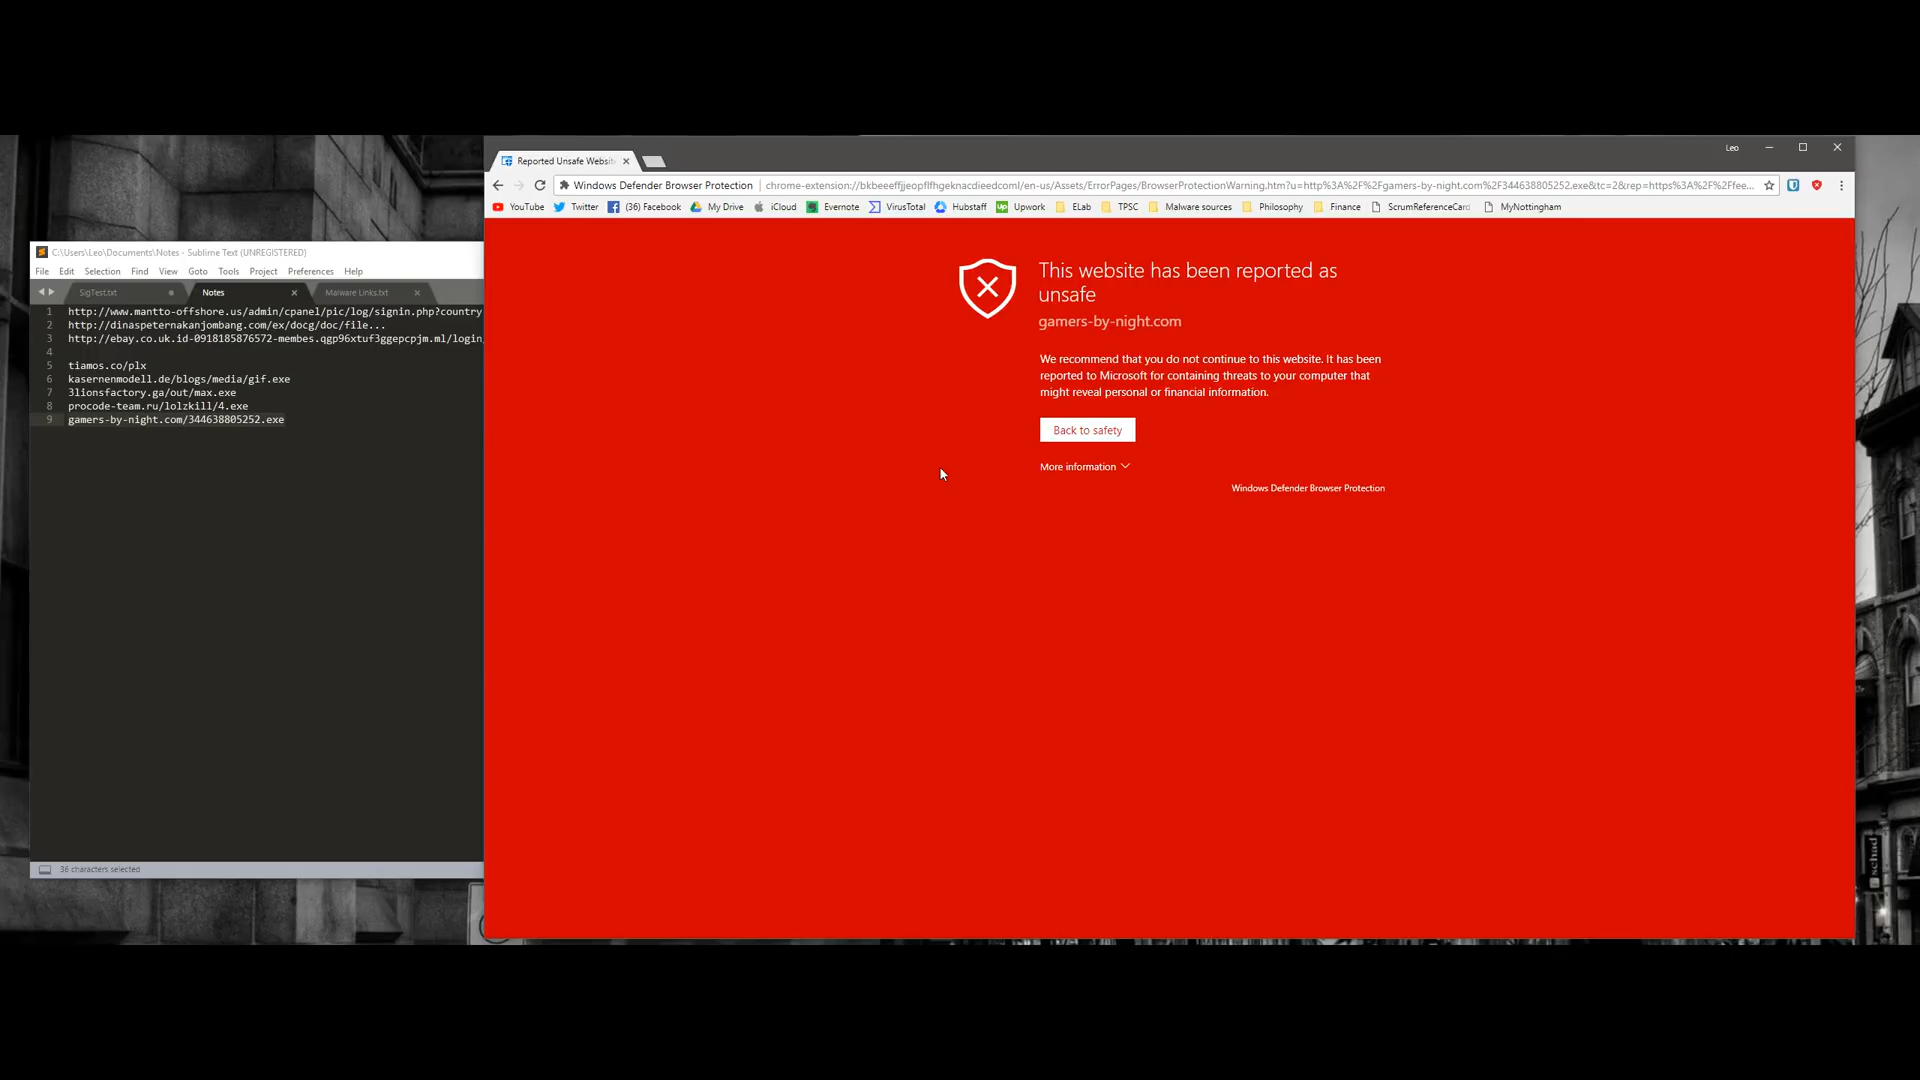 Reported Unsafe Websit
Leo
Windows Defender Browser Protection
chrome-extension://bkbeeeffjjeopflfhgeknacdieedcoml/en-us/Assets/ErrorPages/BrowserProtectionWarning.htm?u=http%3A%2F%2Fgamers-by-night.com%2F344638805252.exe&tc=2&rep=https%3A%2F%2Ffee...
YouTube Twitter (36) Facebook My Drive iCloud Evernote VirusTotal Hubstaff Upwork ELab TPSC Malware sources Philosophy Finance ScrumReferenceCard MyNottingham
C:\Users\Leo\Documents\Notes - Sublime Text (UNREGISTERED)
File Edit Selection Find View Goto Tools Project Preferences Help
SigTest.txt Notes Malware Links.txt
1 http://www.mantto-offshore.us/admin/cpanel/pic/log/signin.php?country
2 http://dinaspeternakanjombang.com/ex/docg/doc/file...
3 http://ebay.co.uk.id-0918185876572-membes.qgp96xtuf3ggepcpjm.ml/login
4
5 tiamos.co/plx
6 kasernenmodell.de/blogs/media/gif.exe
7 3lionsfactory.ga/out/max.exe
8 procode-team.ru/lolzkill/4.exe
9 gamers-by-night.com/344638805252.exe
36 characters selected
This website has been reported as
unsafe
gamers-by-night.com
We recommend that you do not continue to this website. It has been
reported to Microsoft for containing threats to your computer that
might reveal personal or financial information.
Back to safety
More information
Windows Defender Browser Protection
schad